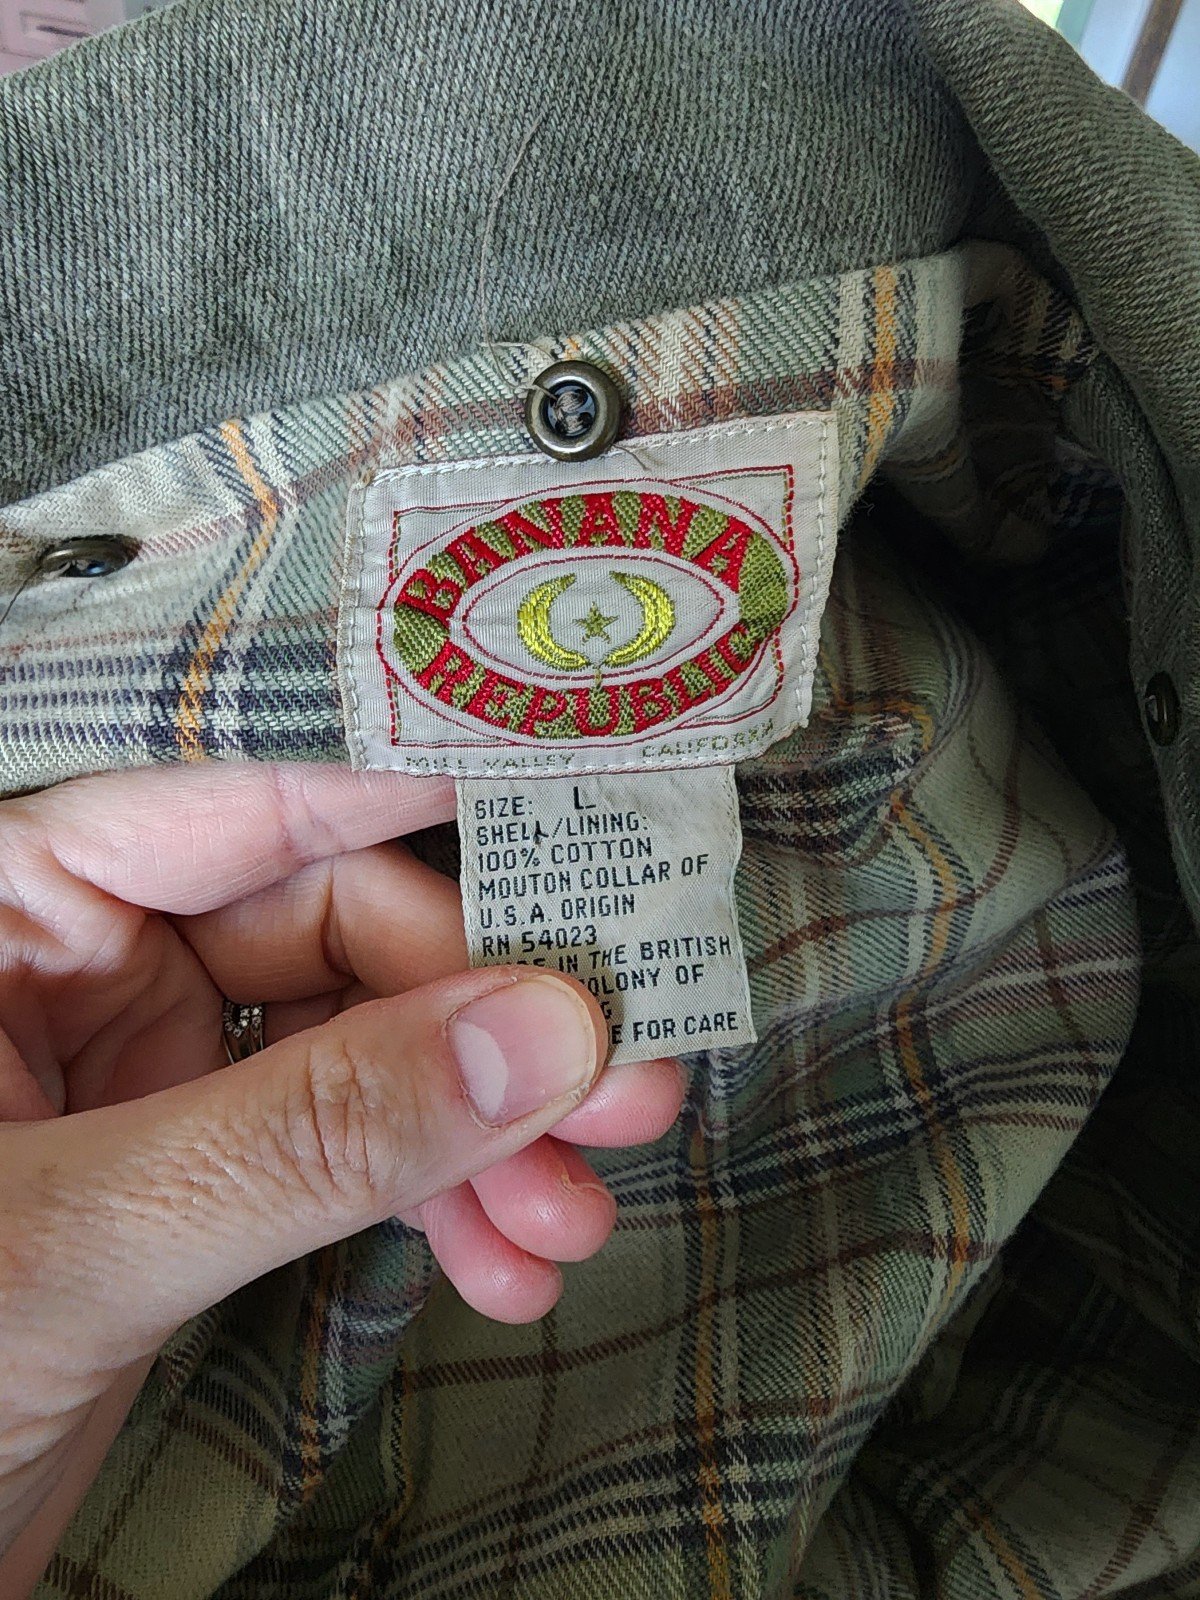 BANANA
REPUBLIC
MILL VALLEY CALIFORNIA
SIZE: L
SHELL/LINING:
100% COTTON
MOUTON COLLAR OF
U.S.A. ORIGIN
RN 54023
IN THE BRITISH
OF
FOR CARE